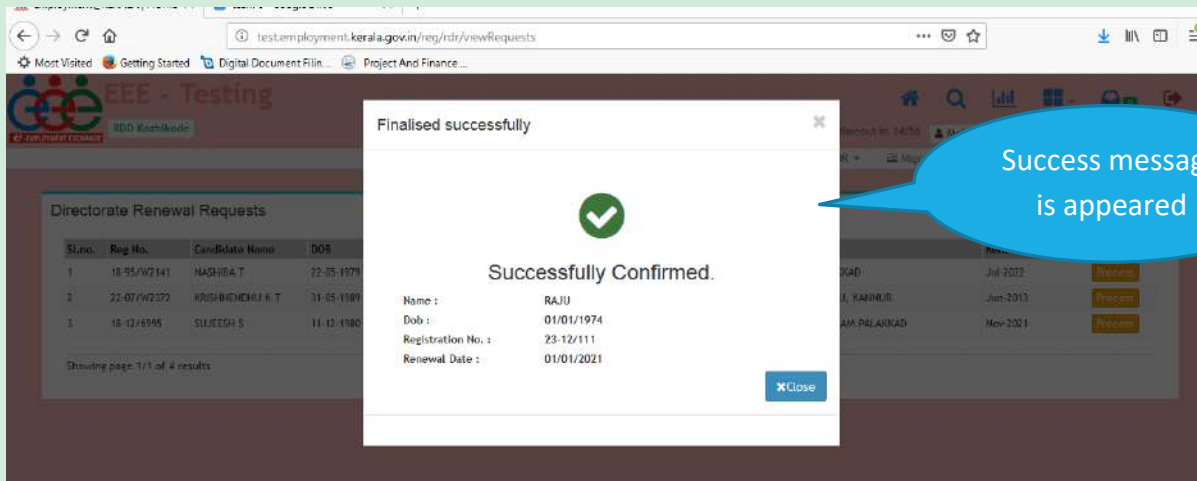 test.employment.kerala.gov.in/reg/rdr/viewRequests
Most Visited Getting Started Digital Document Filin... Project And Finance ...
EEE - Testing
RDD Kozhikode
Finalised successfully
Success messag
is appeared
Directorate Renewal Requests
Sl.no. Reg No. Candidate Name DOB
1 18-95/W2141 NASHIBA T 22-05-1979 KAD Jul-2022 Process
2 22-07/W2372 KRISHNENDHU K T 31-05-1989 U, KANNUR Jun-2013 Process
3 18-12/6995 SUJEESH S 11-12-1980 AM PALAKKAD Nov-2021 Process
Showing page 1/1 of 4 results
Successfully Confirmed.
Name : RAJU
Dob : 01/01/1974
Registration No. : 23-12/111
Renewal Date : 01/01/2021
Close